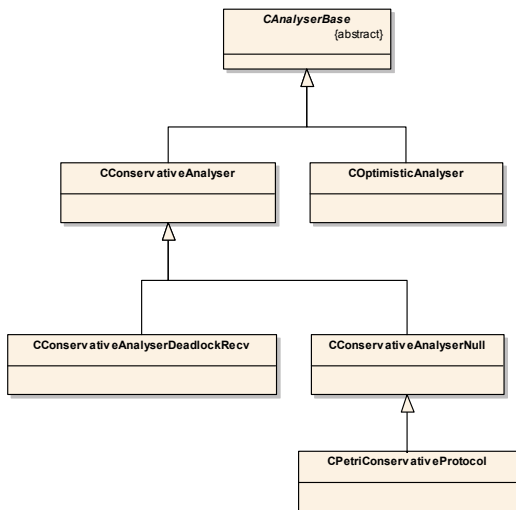 CAnalyserBase
{abstract}
CConservativeAnalyser
COptimisticAnalyser
CConservativeAnalyserDeadlockRecv
CConservativeAnalyserNull
CPetriConservativeProtocol